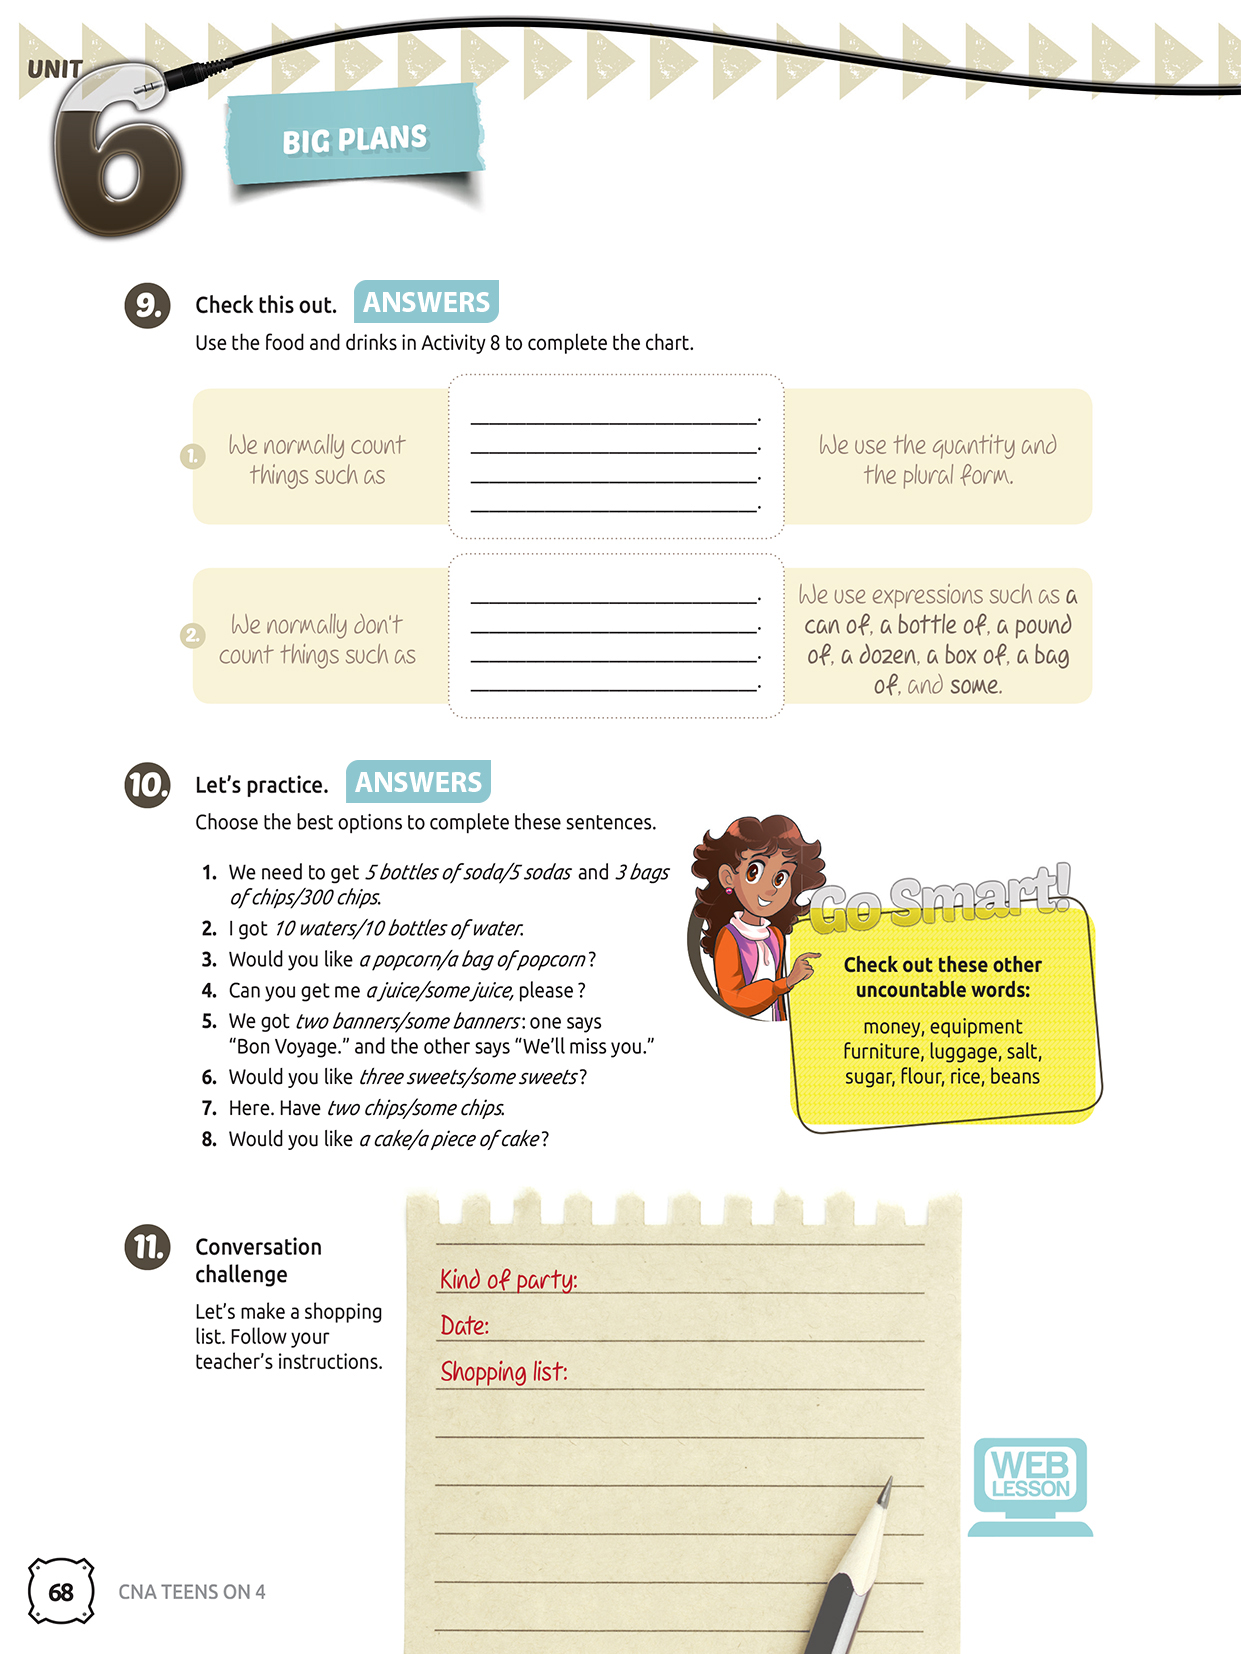 UNIT
6
BIG PLANS
9. Check this out. ANSWERS
Use the food and drinks in Activity 8 to complete the chart.
1.
We normally count
things such as
____________________________.
____________________________.
____________________________.
____________________________.
We use the quantity and
the plural form.
2.
We normally don't
count things such as
____________________________.
____________________________.
____________________________.
____________________________.
We use expressions such as a
can of, a bottle of, a pound
of, a dozen, a box of, a bag
of, and some.
10. Let's practice. ANSWERS
Choose the best options to complete these sentences.
1. We need to get 5 bottles of soda/5 sodas and 3 bags
of chips/300 chips.
2. I got 10 waters/10 bottles of water.
3. Would you like a popcorn/a bag of popcorn?
4. Can you get me a juice/some juice, please?
5. We got two banners/some banners: one says
“Bon Voyage.” and the other says “We'll miss you.”
6. Would you like three sweets/some sweets?
7. Here. Have two chips/some chips.
8. Would you like a cake/a piece of cake?
Go Smart!
Check out these other
uncountable words:
money, equipment
furniture, luggage, salt,
sugar, flour, rice, beans
11. Conversation
challenge
Let's make a shopping
list. Follow your
teacher's instructions.
Kind of party:
Date:
Shopping list:
WEB
LESSON
68 CNA TEENS ON 4